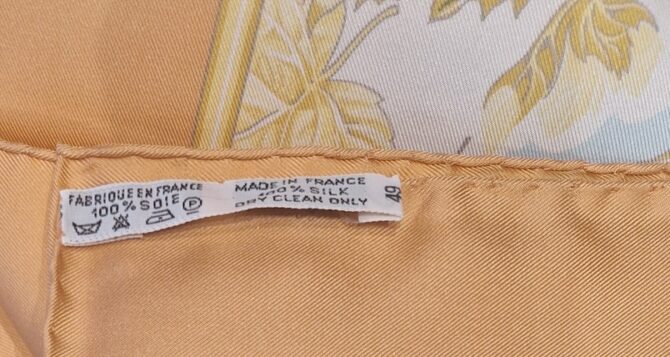 FABRIQUE EN FRANCE
100% SOIE
P
MADE IN FRANCE
100% SILK
DRY CLEAN ONLY
49